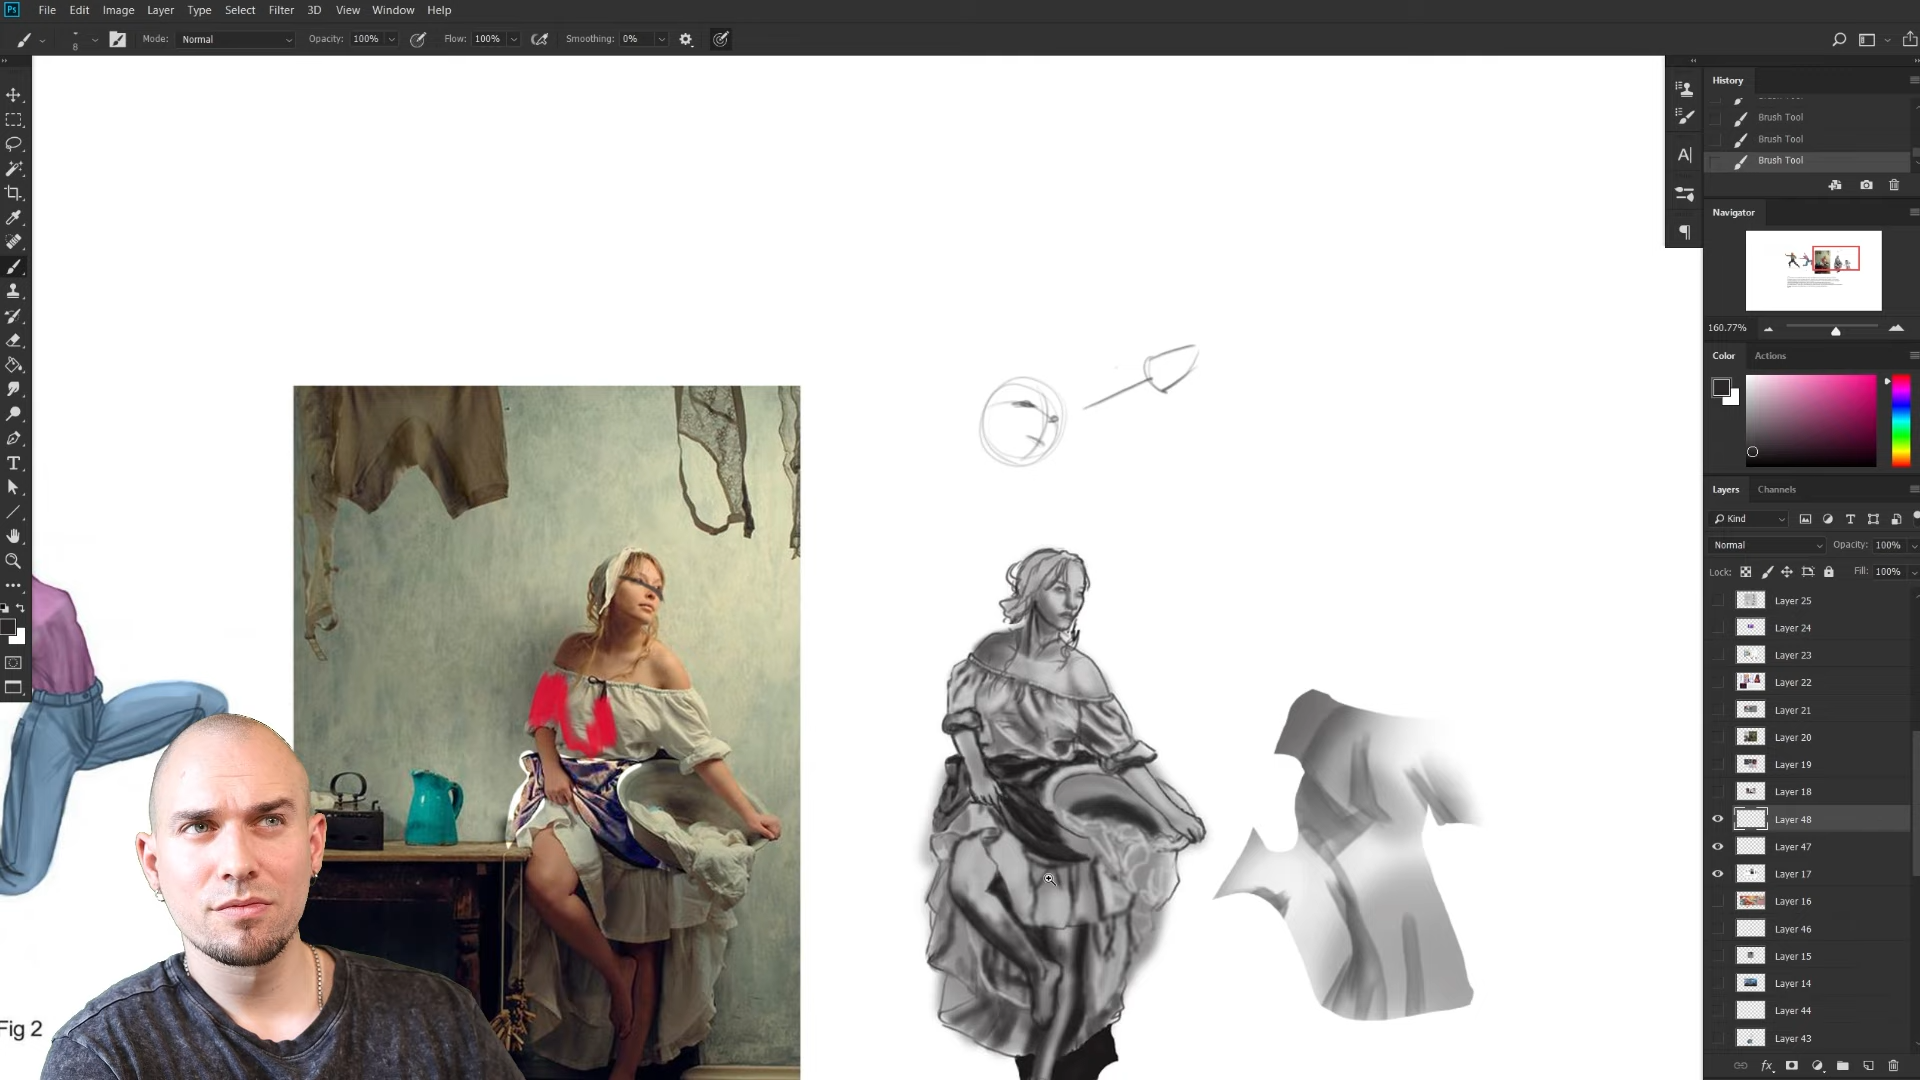 Ps File Edit Image Layer Type Select Filter 3D View Window Help
8 Mode: Normal Opacity: 100% Flow: 100% Smoothing: 0%
History
Brush Tool
Brush Tool
Brush Tool
Navigator
160.77%
Color Actions
Layers Channels
Kind
Normal Opacity: 100%
Lock: Fill: 100%
Layer 25
Layer 24
Layer 23
Layer 22
Layer 21
Layer 20
Layer 19
Layer 18
Layer 48
Layer 47
Layer 17
Layer 16
Layer 46
Layer 15
Layer 14
Layer 44
Layer 43
Fig 2